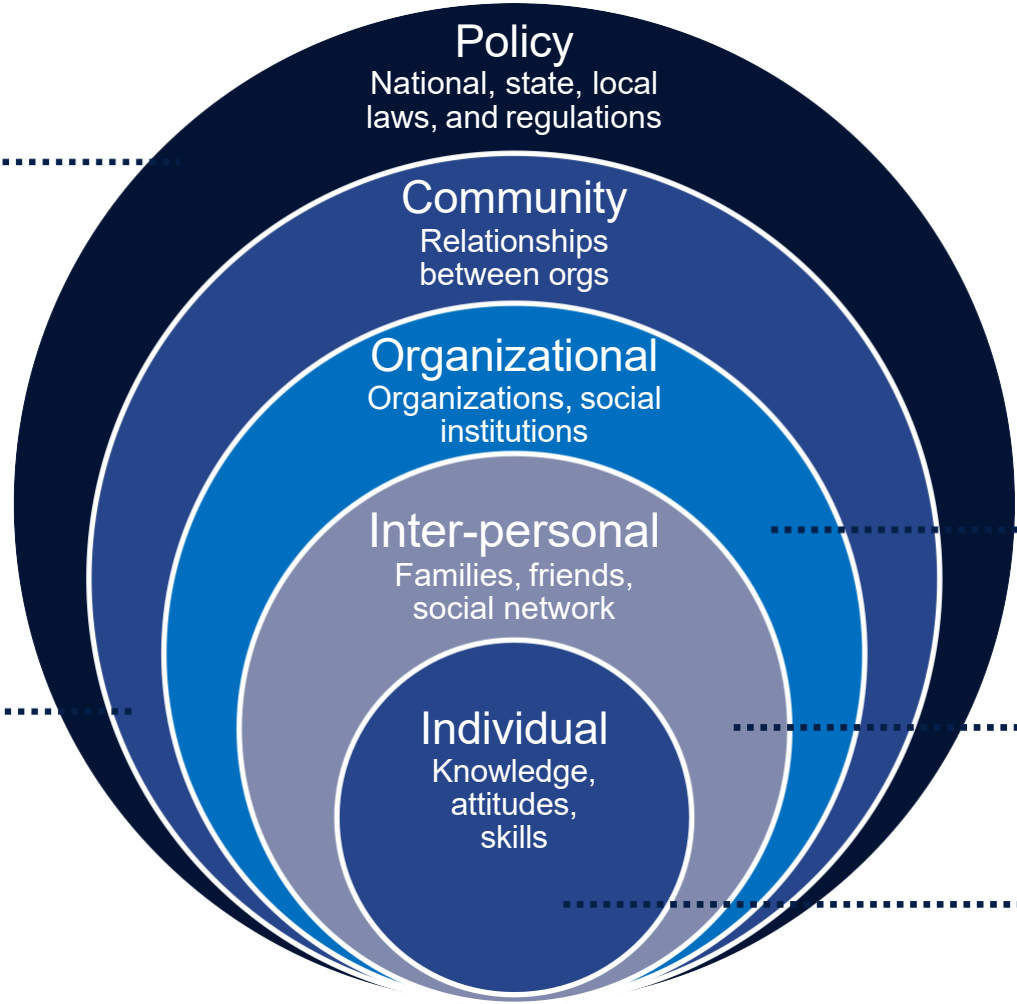 Policy
National, state, local
laws, and regulations
Community
Relationships
between orgs
Organizational
Organizations, social
institutions
Inter-personal
Families, friends,
social network
Individual
Knowledge,
attitudes,
skills